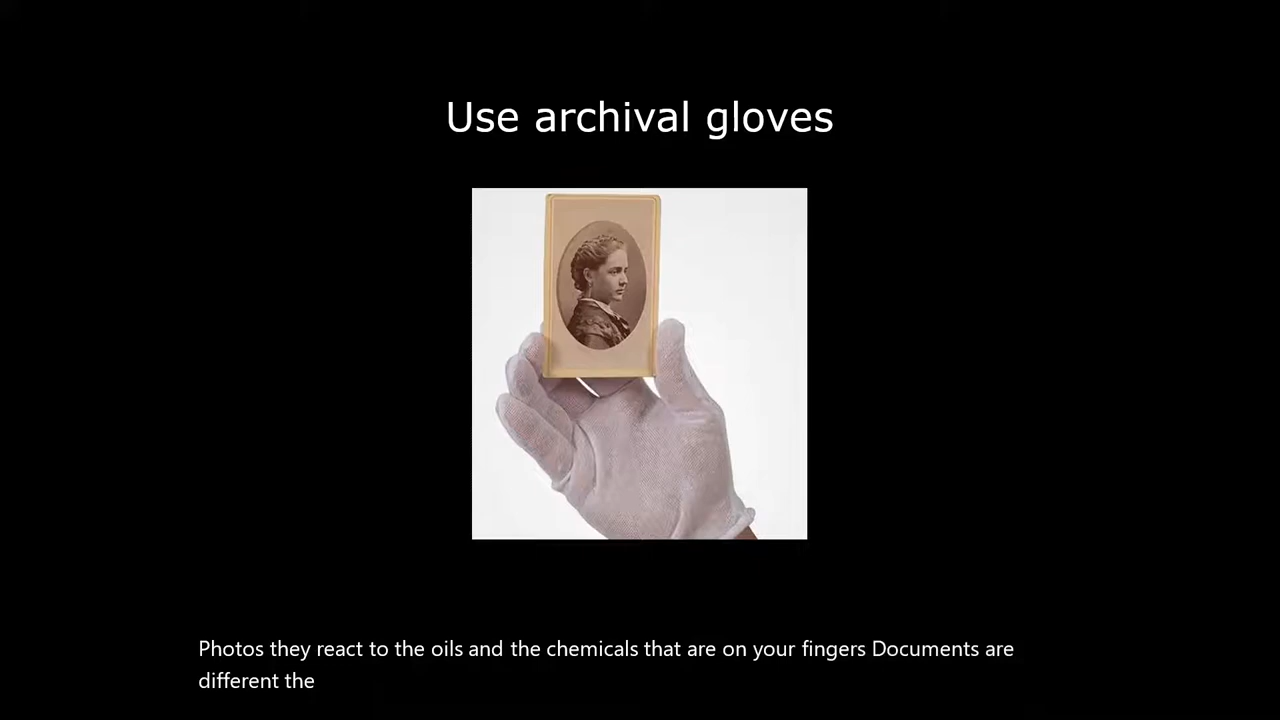 Use archival gloves
Photos they react to the oils and the chemicals that are on your fingers Documents are
different the